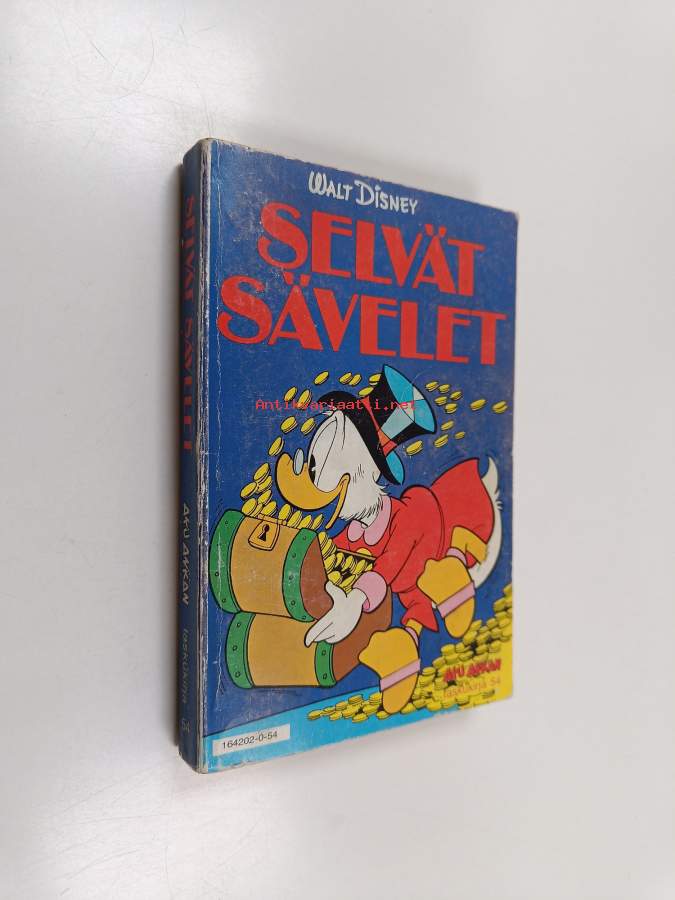 WALT DISNEY
SELVÄT
SÄVELET
Antikvariaatti.net
AKU ANKAN
taskukirja 54
164202-0-54
SELVÄT SÄVELET
AKU ANKAN
taskukirja
54